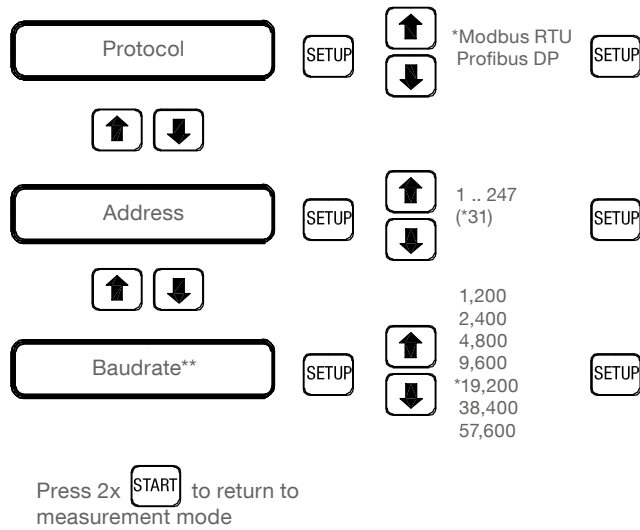 Protocol
SETUP
*Modbus RTU
Profibus DP
SETUP
Address
SETUP
1 .. 247
(*31)
SETUP
Baudrate**
SETUP
1,200
2,400
4,800
9,600
*19,200
38,400
57,600
SETUP
Press 2x START to return to
measurement mode